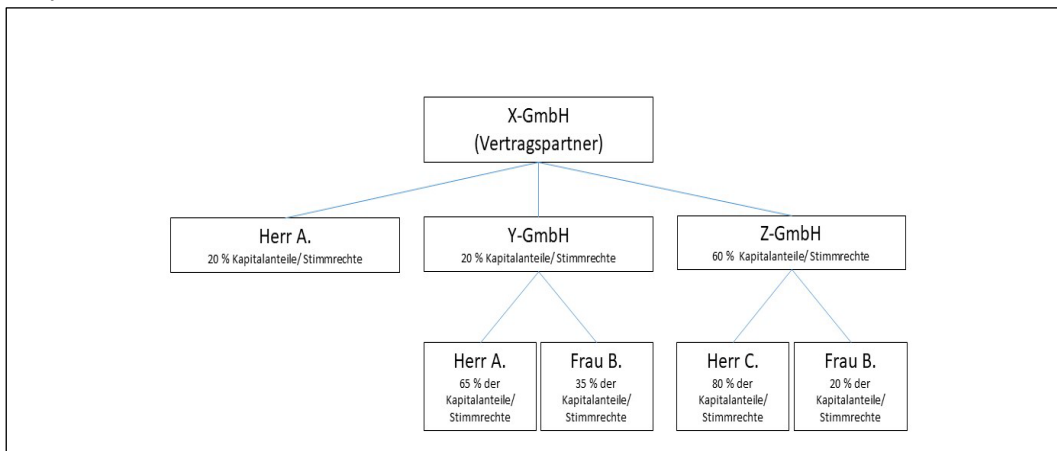 X-GmbH
(Vertragspartner)
Herr A.
20 % Kapitalanteile/ Stimmrechte
Y-GmbH
20 % Kapitalanteile/ Stimmrechte
Z-GmbH
60 % Kapitalanteile/ Stimmrechte
Herr A.
65 % der
Kapitalanteile/
Stimmrechte
Frau B.
35 % der
Kapitalanteile/
Stimmrechte
Herr C.
80 % der
Kapitalanteile/
Stimmrechte
Frau B.
20 % der
Kapitalanteile/
Stimmrechte